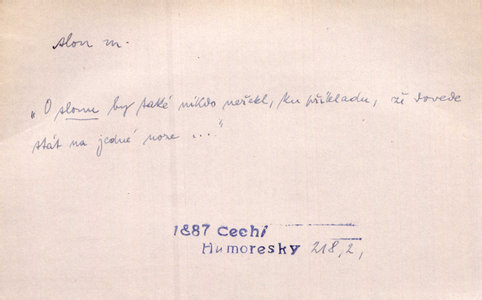 slon m.
„O slonu by také nikdo neřekl, ku příkladu, že dovede
stát na jedné noze ...."
1887 Čech
Humoresky 218,2,